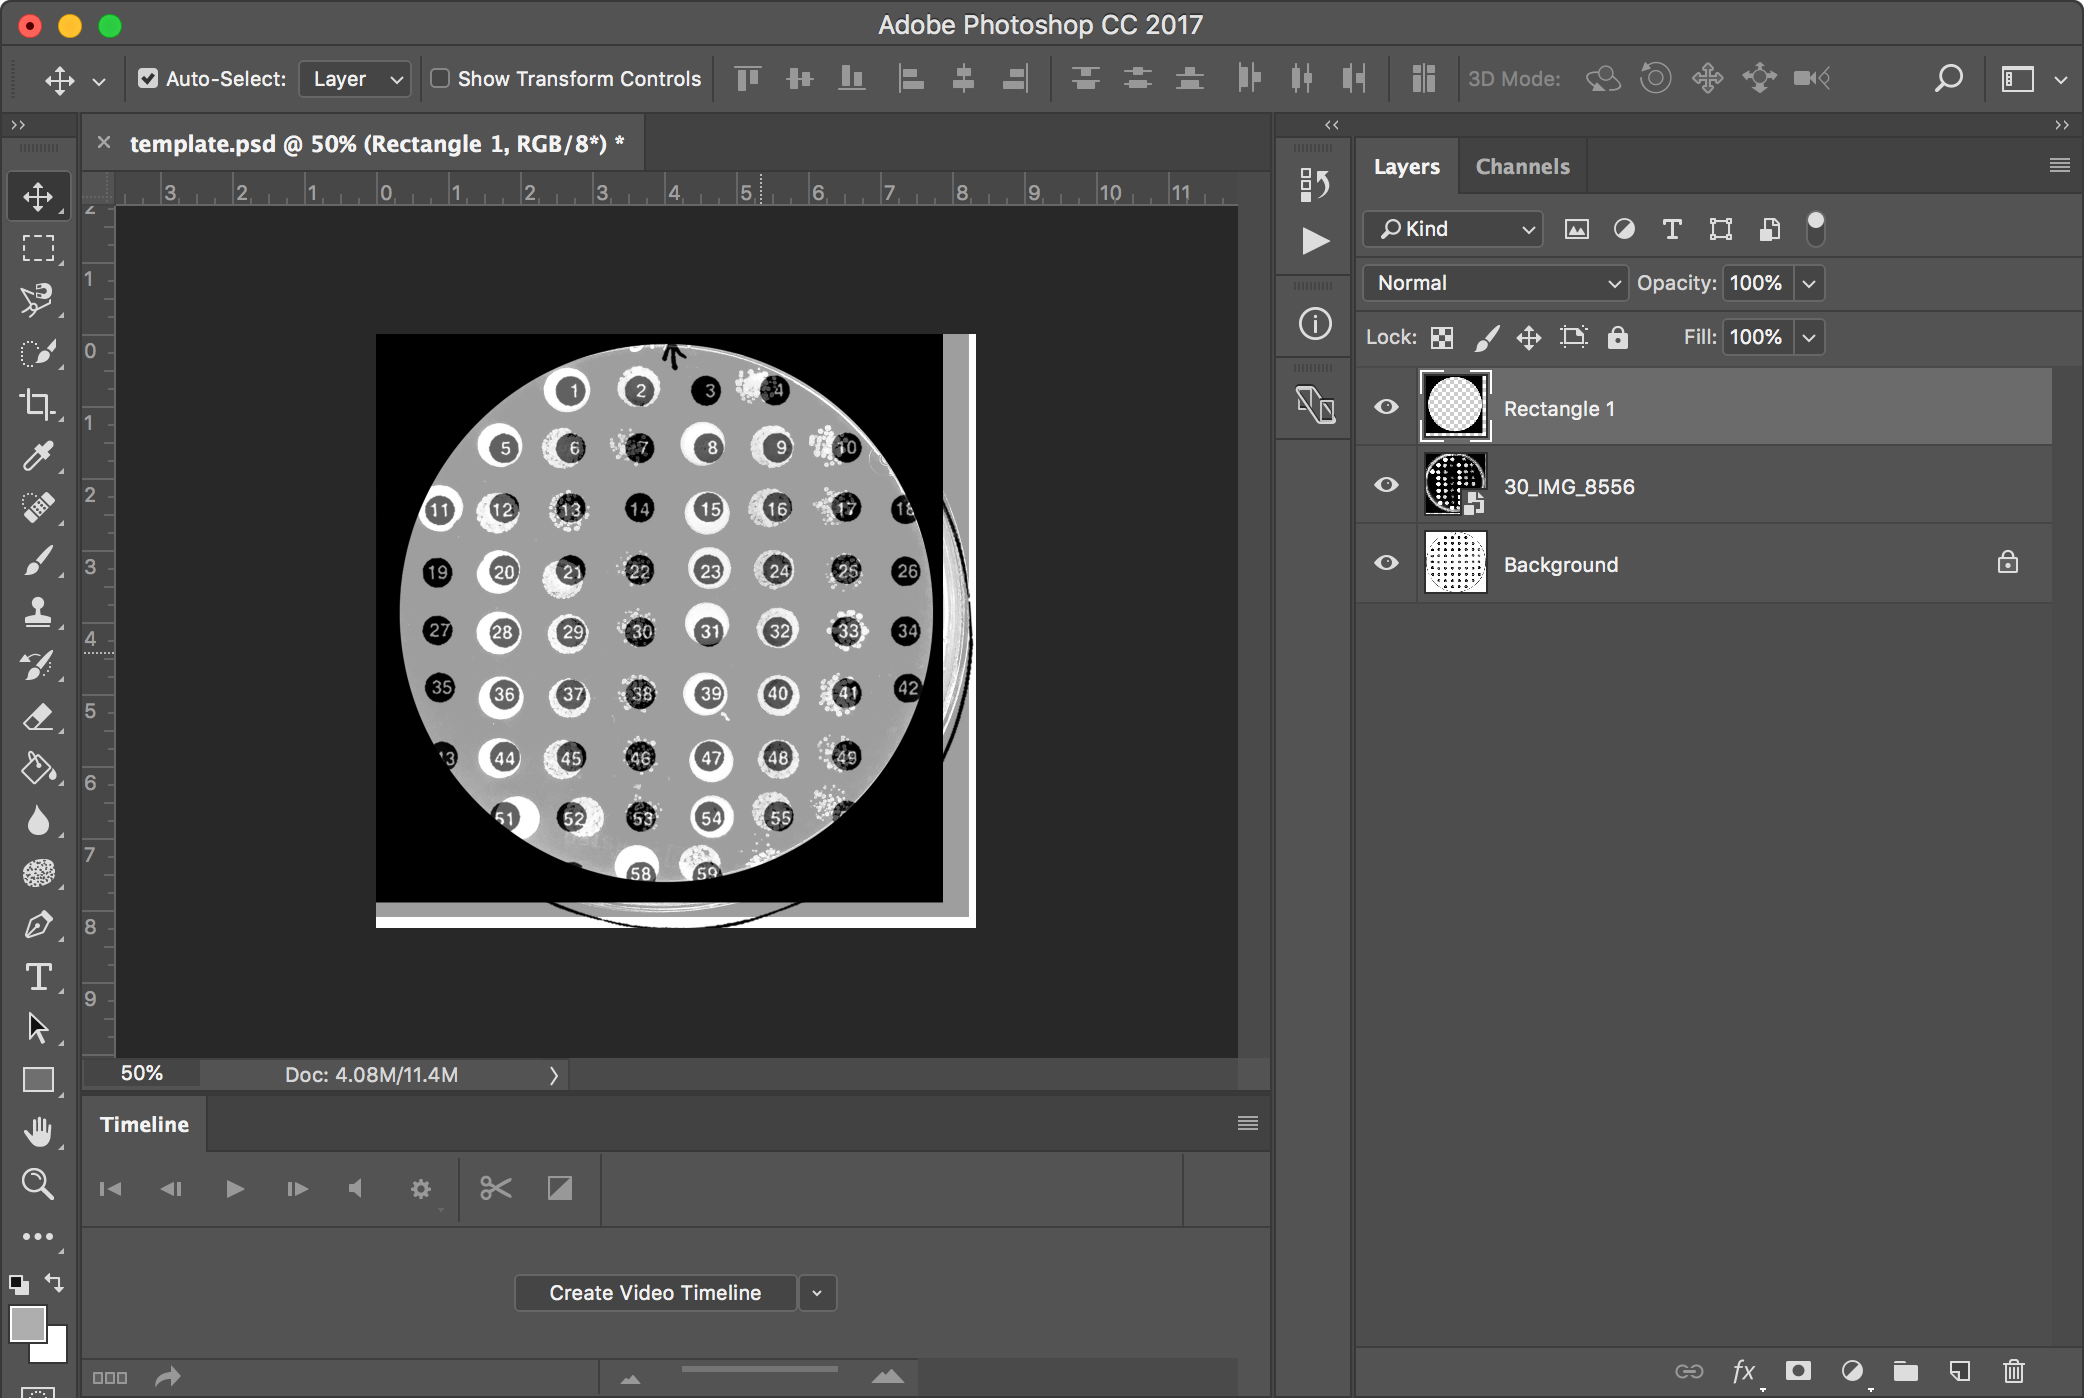 Adobe Photoshop CC 2017
Auto-Select: Layer Show Transform Controls 3D Mode:
template.psd @ 50% (Rectangle 1, RGB/8*) *
3 2 1 0 1 2 3 4 5 6 7 8 9 10 11
2
1
0
1
2
3
4
5
6
7
8
9
1 2 3 4
5 6 7 8 9 10
11 12 13 14 15 16 17 18
19 20 21 22 23 24 25 26
27 28 29 30 31 32 33 34
35 36 37 38 39 40 41 42
13 44 45 46 47 48 49
51 52 53 54 55
58 59
50% Doc: 4.08M/11.4M
Timeline
Create Video Timeline
Layers Channels
Kind
Normal Opacity: 100%
Lock: Fill: 100%
Rectangle 1
30_IMG_8556
Background
fx